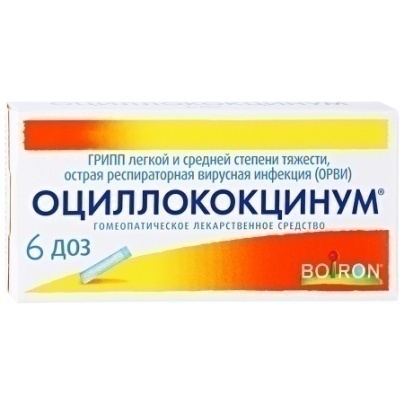 ГРИПП легкой и средней степени тяжести,
острая респираторная вирусная инфекция (ОРВИ)
ОЦИЛЛОКОКЦИНУМ®
ГОМЕОПАТИЧЕСКОЕ ЛЕКАРСТВЕННОЕ СРЕДСТВО
6 ДОЗ
BOIRON